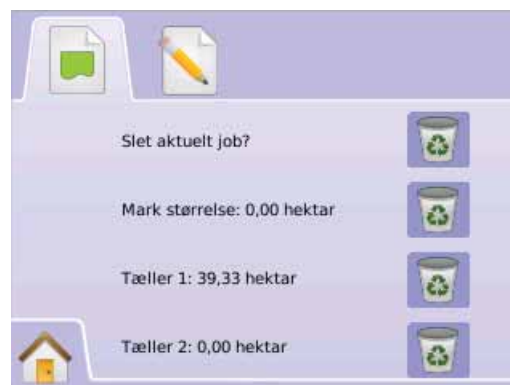 Slet aktuelt job?
Mark størrelse: 0,00 hektar
Tæller 1: 39,33 hektar
Tæller 2: 0,00 hektar